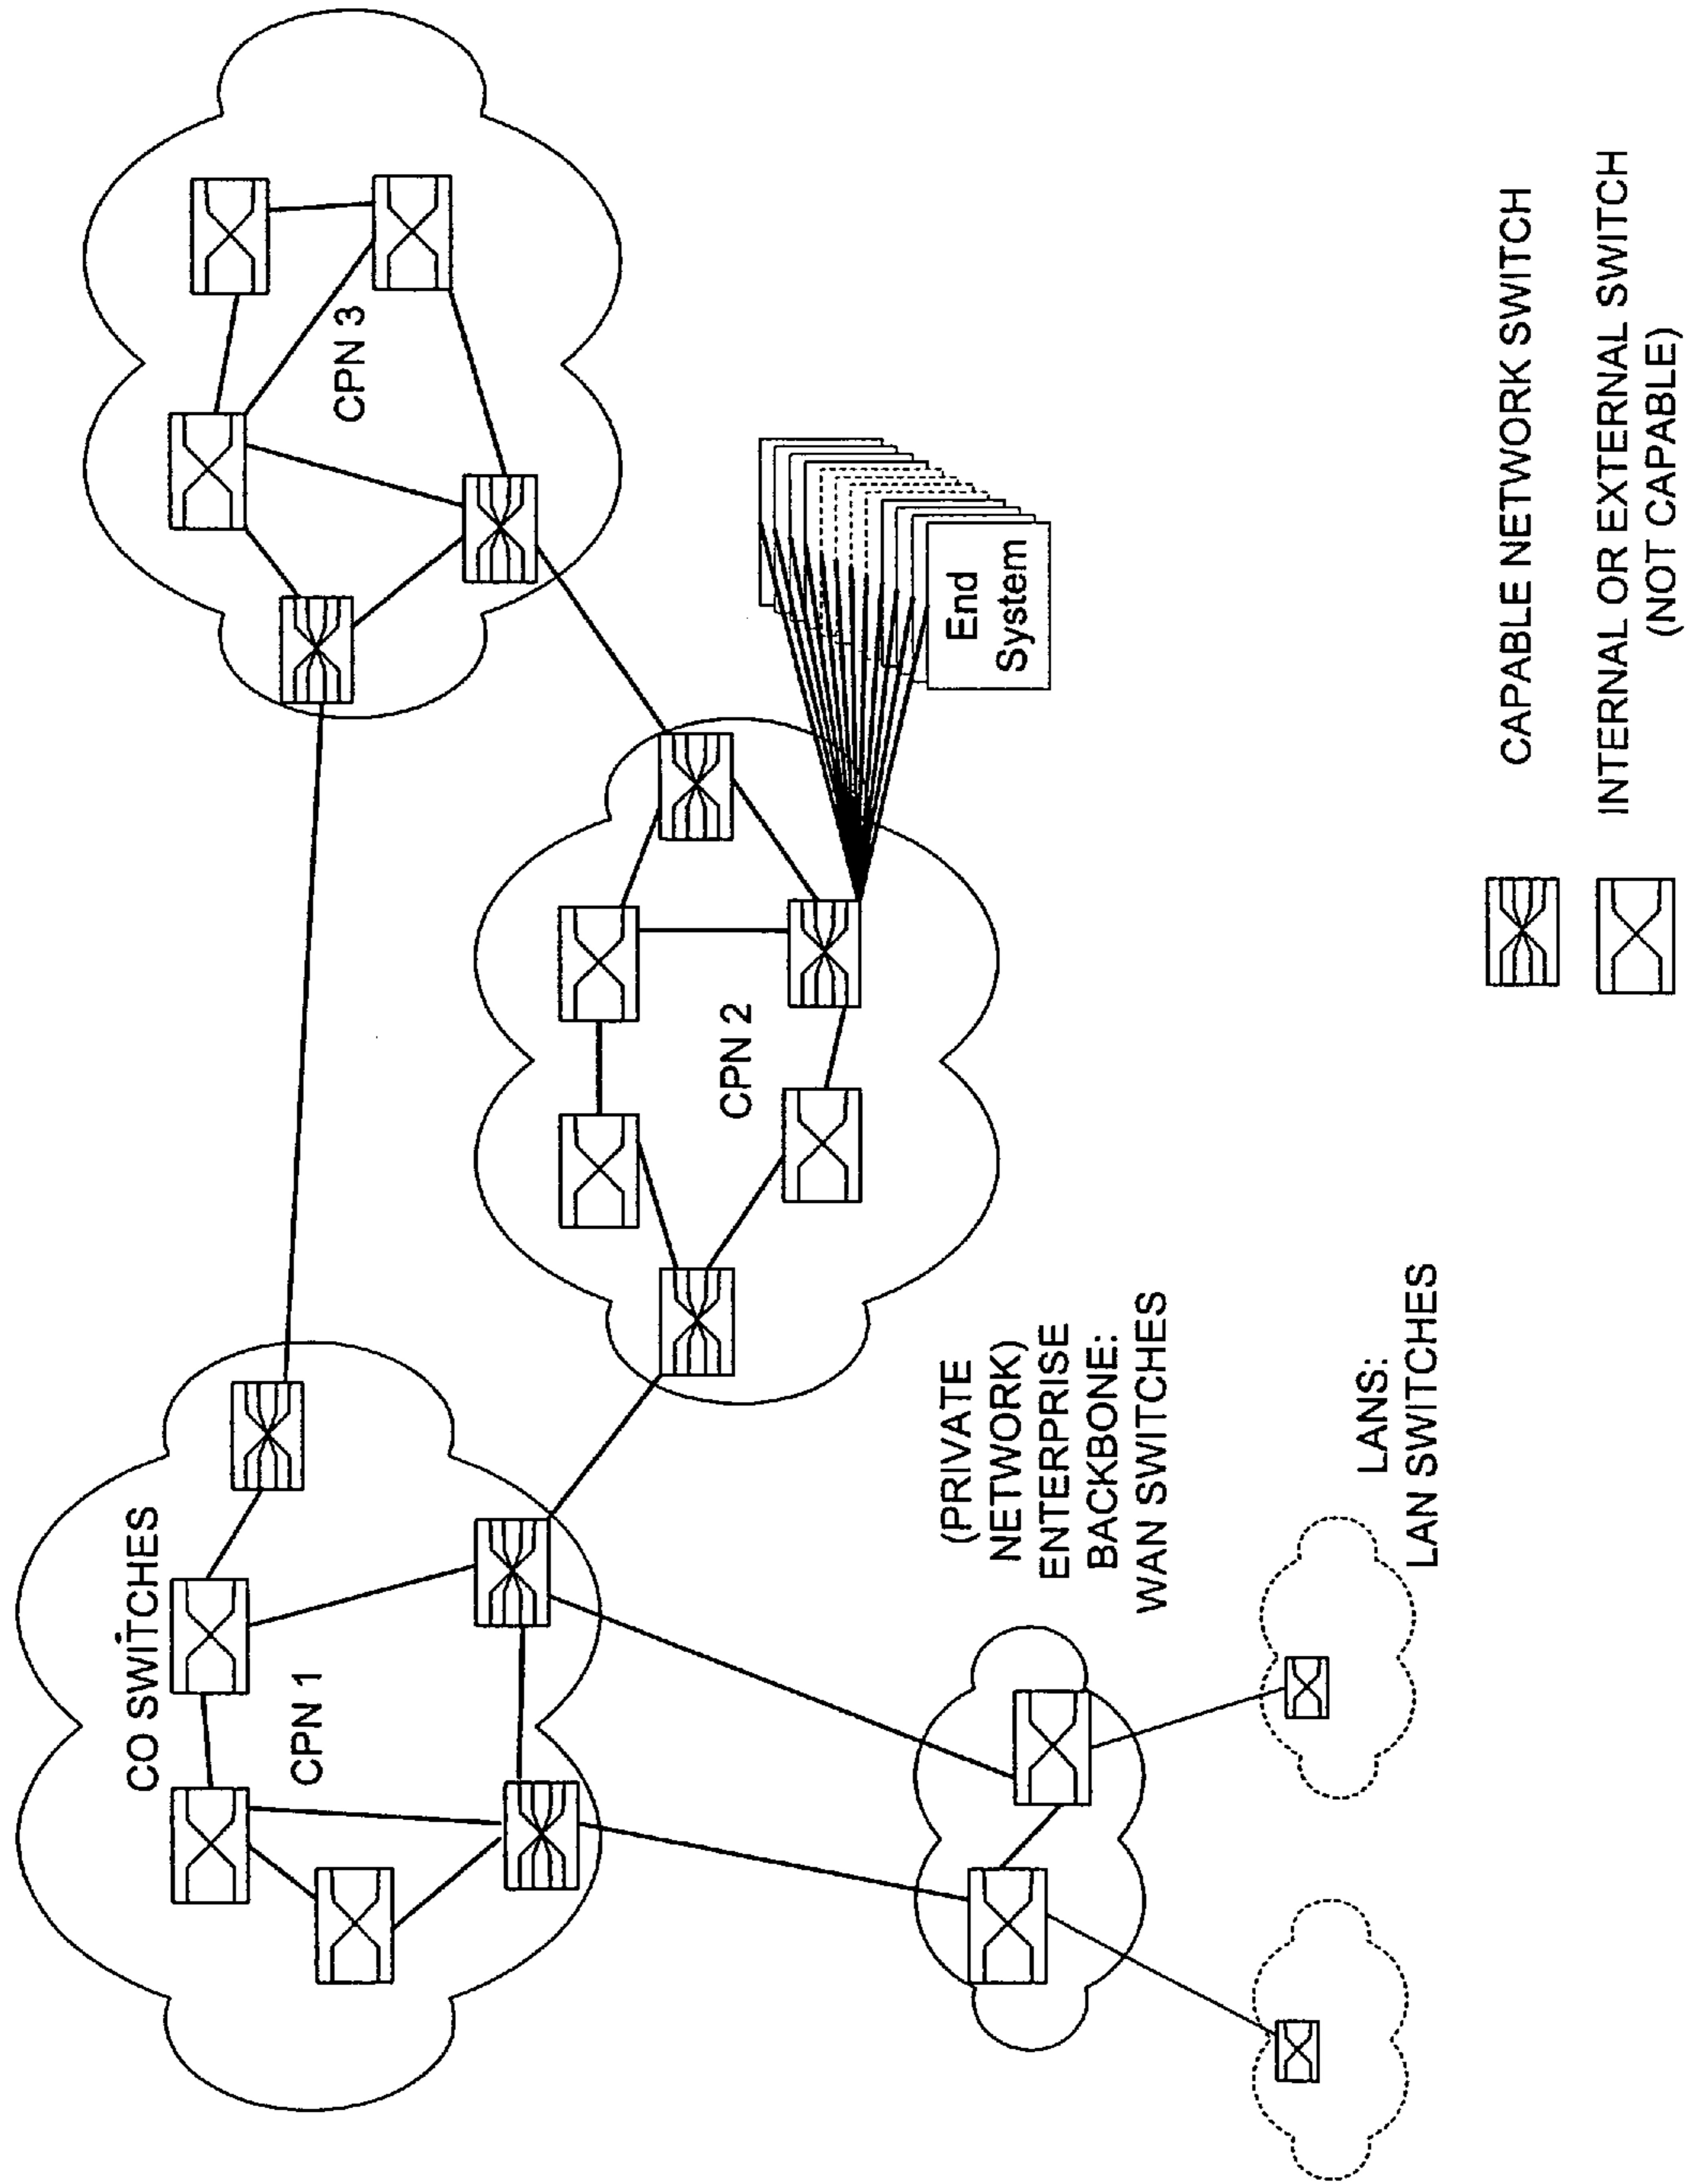 CO SWITCHES
CPN 1
CPN 3
CPN 2
End
System
(PRIVATE
NETWORK)
ENTERPRISE
BACKBONE:
WAN SWITCHES
LANS:
LAN SWITCHES
CAPABLE NETWORK SWITCH
INTERNAL OR EXTERNAL SWITCH
(NOT CAPABLE)